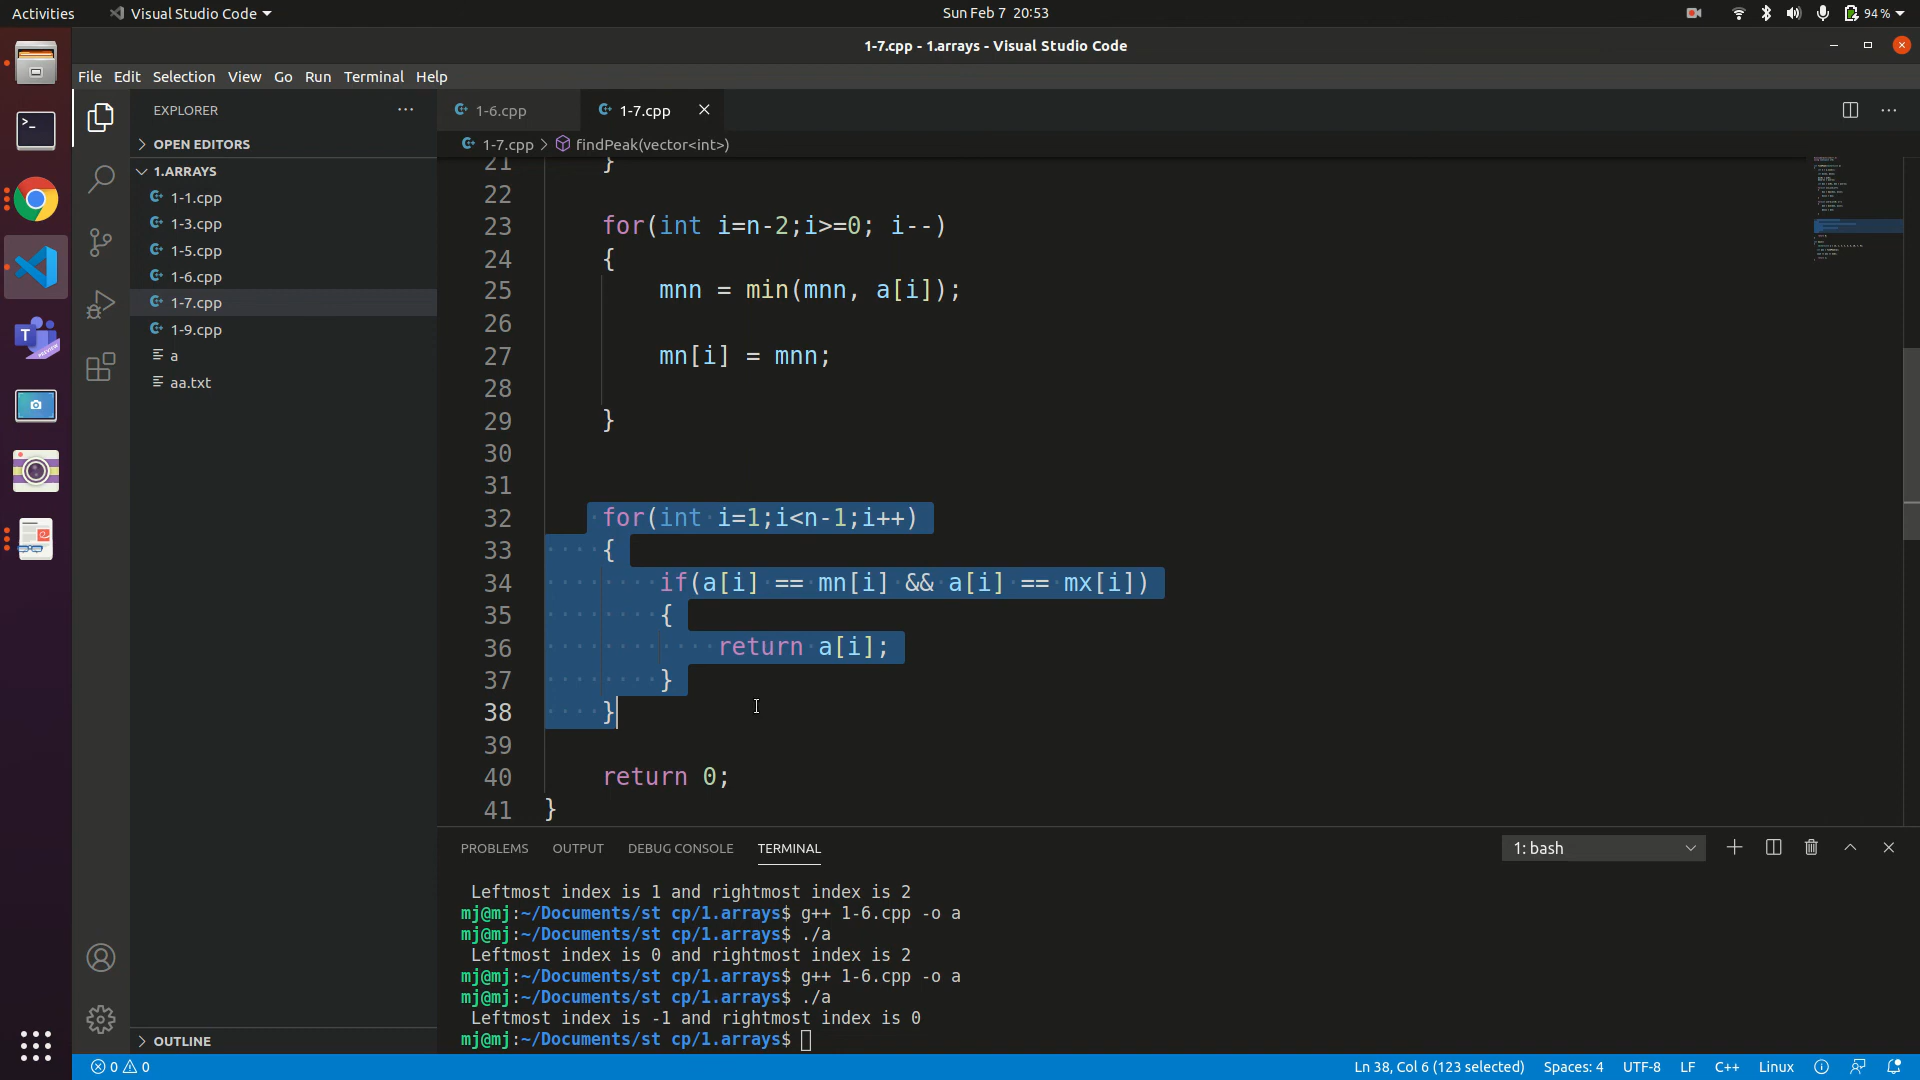 Activities
Visual Studio Code
Sun Feb 7 20:53
94 %
1-7.cpp - 1.arrays - Visual Studio Code
File Edit Selection View Go Run Terminal Help
EXPLORER
OPEN EDITORS
1.ARRAYS
1-1.cpp
1-3.cpp
1-5.cpp
1-6.cpp
1-7.cpp
1-9.cpp
a
aa.txt
OUTLINE
1-6.cpp
1-7.cpp
1-7.cpp > findPeak(vector<int>)
21 }
22
23 for(int i=n-2;i>=0; i--)
24 {
25 mnn = min(mnn, a[i]);
26
27 mn[i] = mnn;
28
29 }
30
31
32 for(int i=1;i<n-1;i++)
33 {
34 if(a[i] == mn[i] && a[i] == mx[i])
35 {
36 return a[i];
37 }
38 }
39
40 return 0;
41 }
PROBLEMS OUTPUT DEBUG CONSOLE TERMINAL
1: bash
Leftmost index is 1 and rightmost index is 2
mj@mj:~/Documents/st cp/1.arrays$ g++ 1-6.cpp -o a
mj@mj:~/Documents/st cp/1.arrays$ ./a
Leftmost index is 0 and rightmost index is 2
mj@mj:~/Documents/st cp/1.arrays$ g++ 1-6.cpp -o a
mj@mj:~/Documents/st cp/1.arrays$ ./a
Leftmost index is -1 and rightmost index is 0
mj@mj:~/Documents/st cp/1.arrays$
0 0
Ln 38, Col 6 (123 selected) Spaces: 4 UTF-8 LF C++ Linux